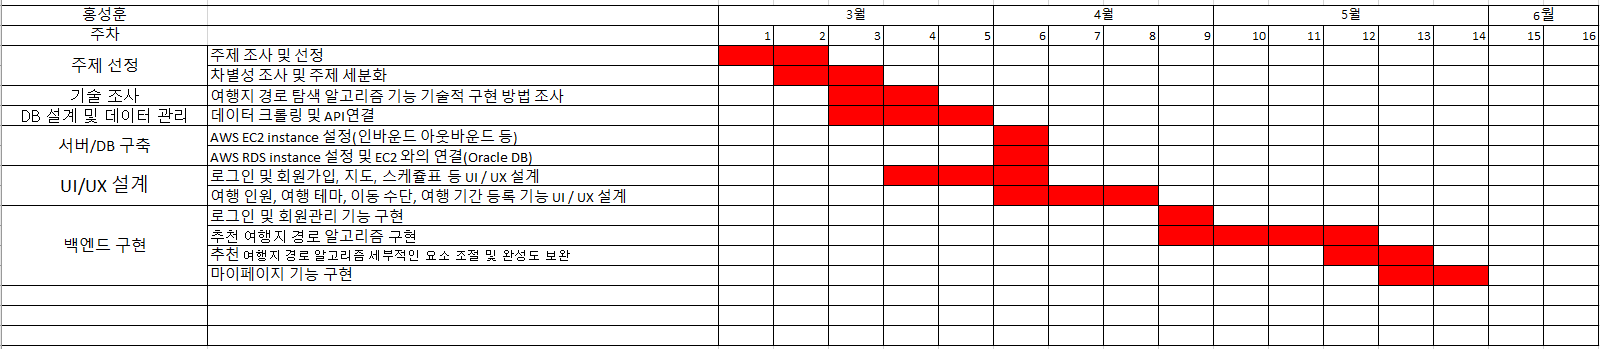 홍성훈 3월 4월 5월 6월
주차 1 2 3 4 5 6 7 8 9 10 11 12 13 14 15 16
주제 선정 주제 조사 및 선정
차별성 조사 및 주제 세분화
기술 조사 여행지 경로 탐색 알고리즘 기능 기술적 구현 방법 조사
DB 설계 및 데이터 관리 데이터 크롤링 및 API연결
서버/DB 구축 AWS EC2 instance 설정(인바운드 아웃바운드 등)
AWS RDS instance 설정 및 EC2 와의 연결(Oracle DB)
UI/UX 설계 로그인 및 회원가입, 지도, 스케쥴표 등 UI / UX 설계
여행 인원, 여행 테마, 이동 수단, 여행 기간 등록 기능 UI / UX 설계
백엔드 구현 로그인 및 회원관리 기능 구현
추천 여행지 경로 알고리즘 구현
추천 여행지 경로 알고리즘 세부적인 요소 조절 및 완성도 보완
마이페이지 기능 구현